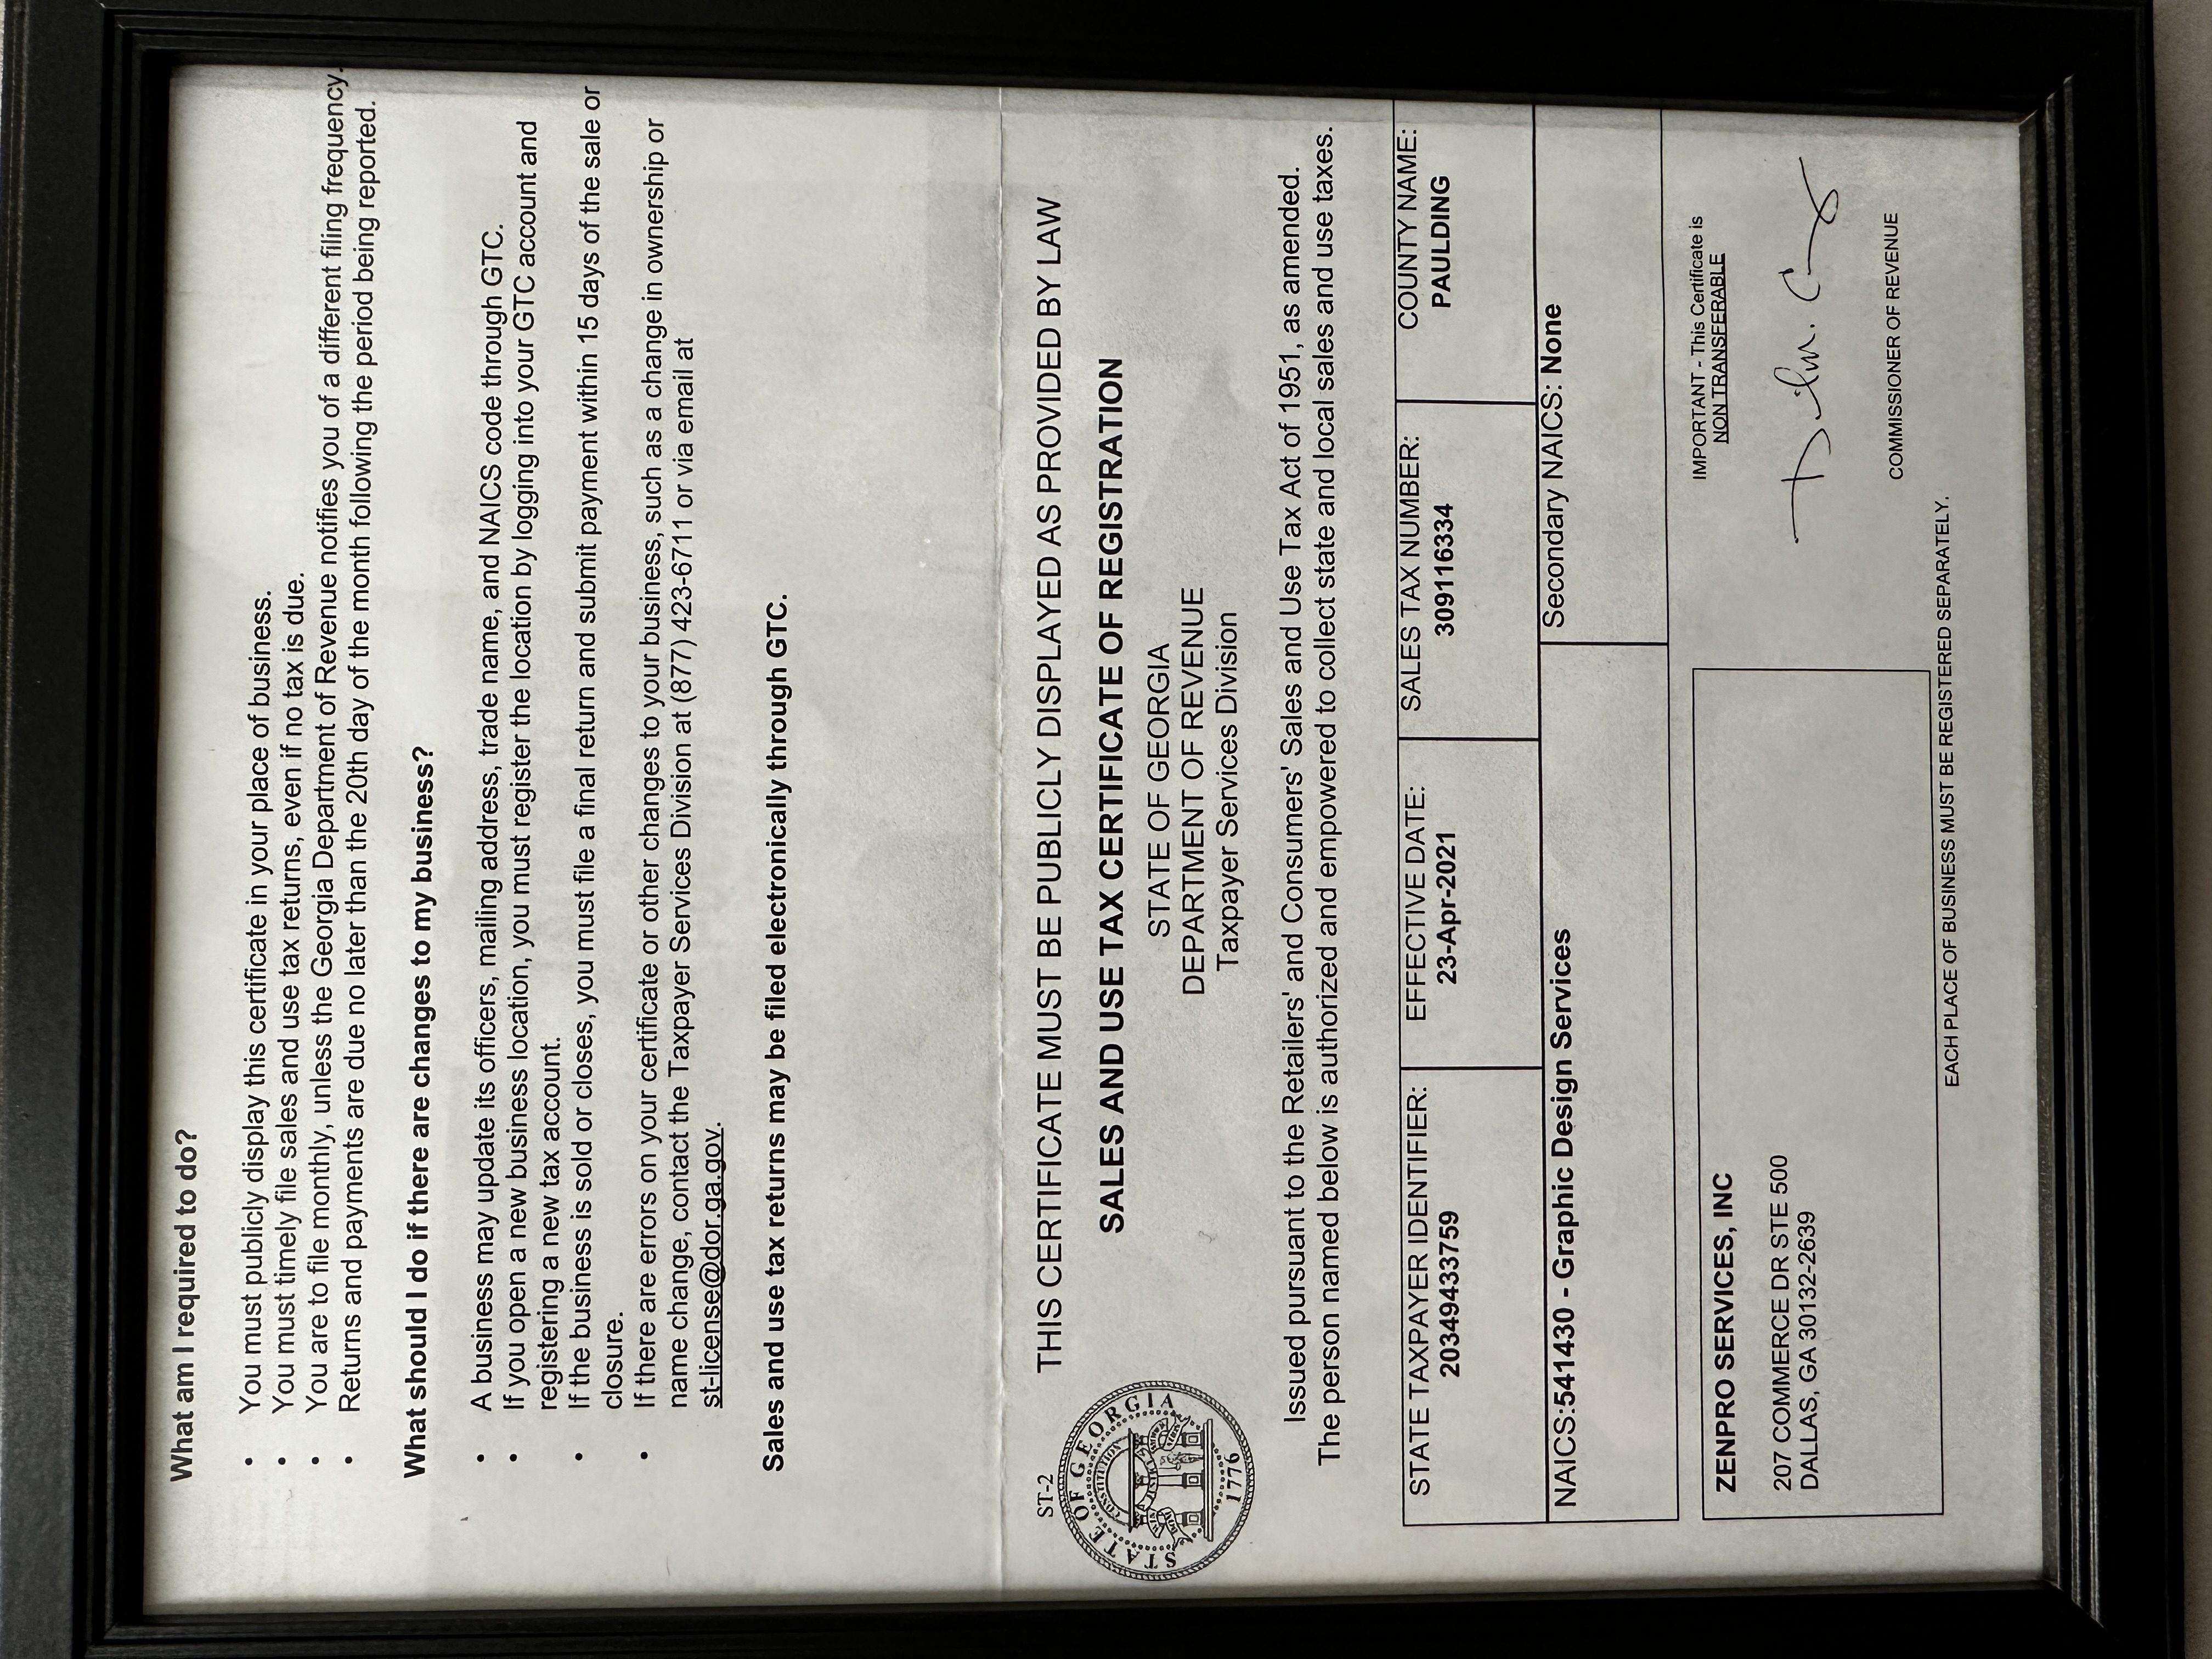 What am I required to do?
• You must publicly display this certificate in your place of business.
• You must timely file sales and use tax returns, even if no tax is due.
• You are to file monthly, unless the Georgia Department of Revenue notifies you of a different filing frequency.
• Returns and payments are due no later than the 20th day of the month following the period being reported.
What should I do if there are changes to my business?
• A business may update its officers, mailing address, trade name, and NAICS code through GTC.
• If you open a new business location, you must register the location by logging into your GTC account and
registering a new tax account.
• If the business is sold or closes, you must file a final return and submit payment within 15 days of the sale or
closure.
• If there are errors on your certificate or other changes to your business, such as a change in ownership or
name change, contact the Taxpayer Services Division at (877) 423-6711 or via email at
st-license@dor.ga.gov.
Sales and use tax returns may be filed electronically through GTC.
ST-2
THIS CERTIFICATE MUST BE PUBLICLY DISPLAYED AS PROVIDED BY LAW
STATE OF GEORGIA
CONSTITUTION
WISDOM JUSTICE MODERATION
1776
SALES AND USE TAX CERTIFICATE OF REGISTRATION
STATE OF GEORGIA
DEPARTMENT OF REVENUE
Taxpayer Services Division
Issued pursuant to the Retailers' and Consumers' Sales and Use Tax Act of 1951, as amended.
The person named below is authorized and empowered to collect state and local sales and use taxes.
STATE TAXPAYER IDENTIFIER: EFFECTIVE DATE: SALES TAX NUMBER: COUNTY NAME:
20349433759 23-Apr-2021 309116334 PAULDING
NAICS:541430 - Graphic Design Services Secondary NAICS: None
ZENPRO SERVICES, INC
207 COMMERCE DR STE 500
DALLAS, GA 30132-2639
IMPORTANT - This Certificate is
NON TRANSFERABLE
COMMISSIONER OF REVENUE
EACH PLACE OF BUSINESS MUST BE REGISTERED SEPARATELY.